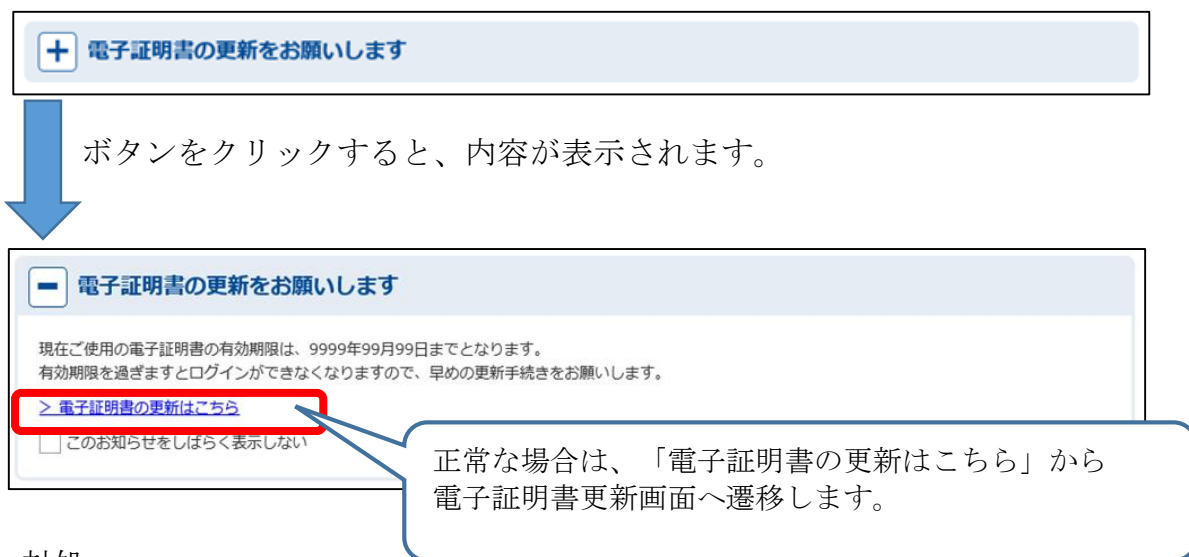 電子証明書の更新をお願いします
ボタンをクリックすると、内容が表示されます。
電子証明書の更新をお願いします
現在ご使用の電子証明書の有効期限は、9999年99月99日までとなります。
有効期限を過ぎますとログインができなくなりますので、早めの更新手続きをお願いします。
＞ 電子証明書の更新はこちら
このお知らせをしばらく表示しない
正常な場合は、「電子証明書の更新はこちら」から
電子証明書更新画面へ遷移します。